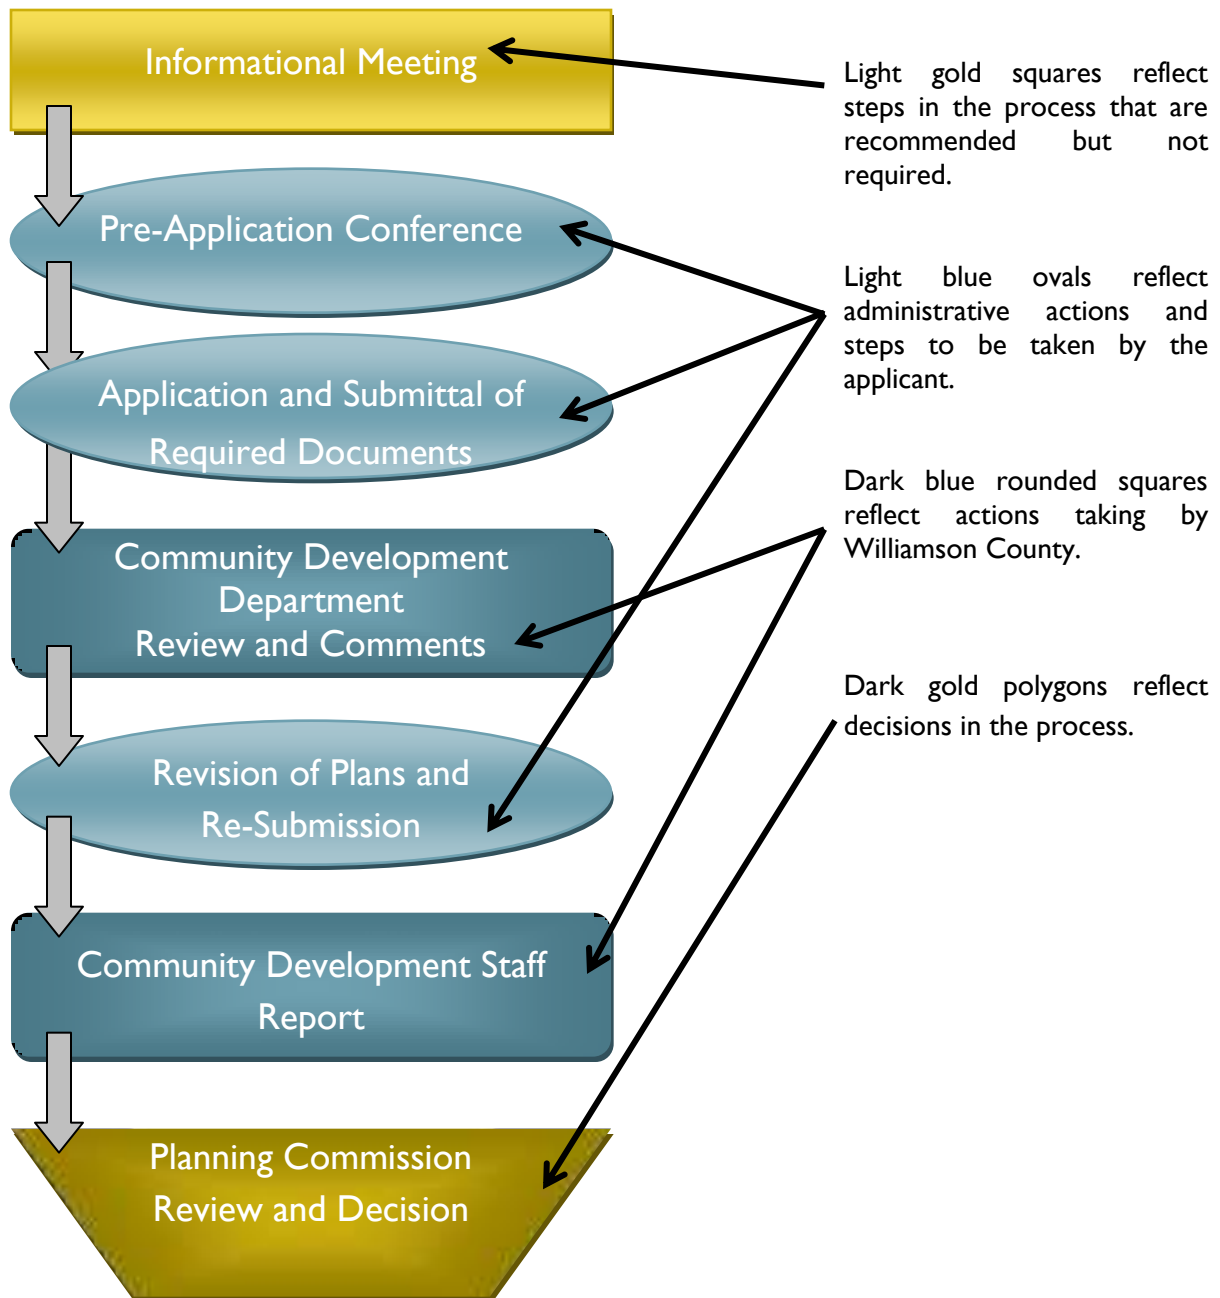 Informational Meeting
Pre-Application Conference
Application and Submittal of
Required Documents
Community Development
Department
Review and Comments
Revision of Plans and
Re-Submission
Community Development Staff
Report
Planning Commission
Review and Decision
Light gold squares reflect
steps in the process that are
recommended but not
required.
Light blue ovals reflect
administrative actions and
steps to be taken by the
applicant.
Dark blue rounded squares
reflect actions taking by
Williamson County.
Dark gold polygons reflect
decisions in the process.